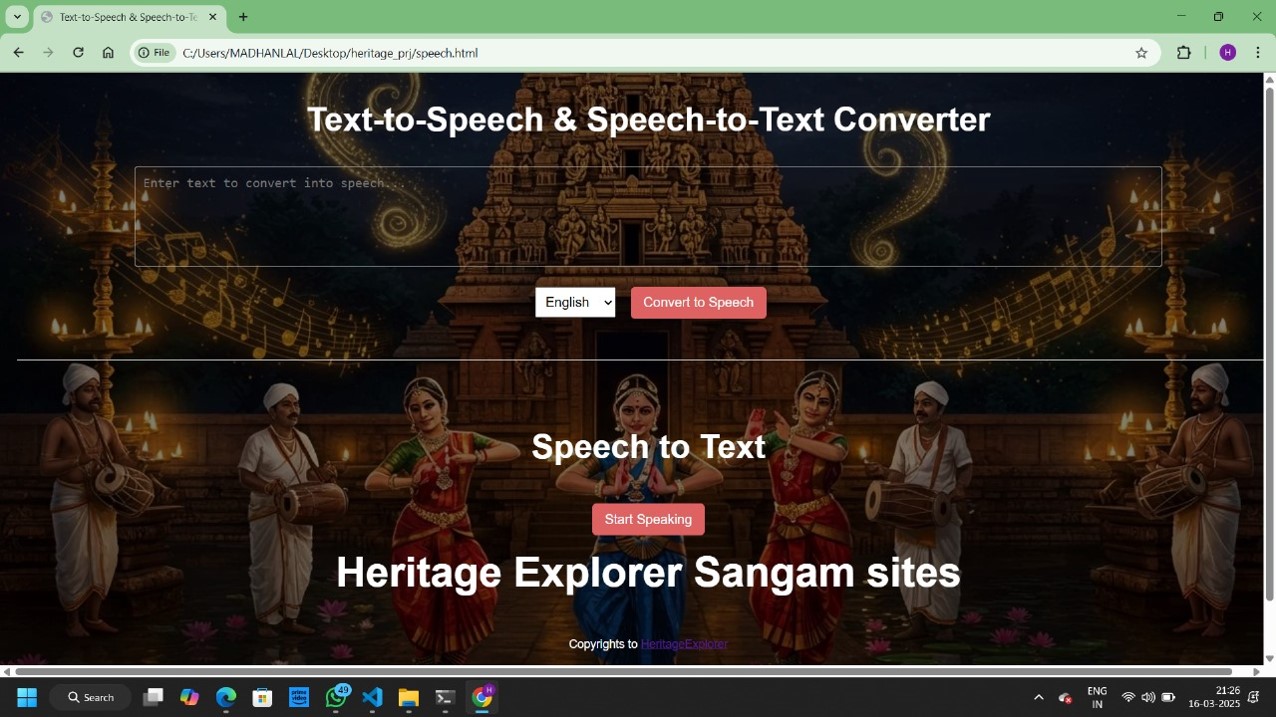 Text-to-Speech & Speech-to-Te
File C:/Users/MADHANLAL/Desktop/heritage_prj/speech.html
H
Text-to-Speech & Speech-to-Text Converter
Enter text to convert into speech...
English Convert to Speech
Speech to Text
Start Speaking
Heritage Explorer Sangam sites
Copyrights to HeritageExplorer
Search
prime video
49
H
ENG
IN
21:26
16-03-2025